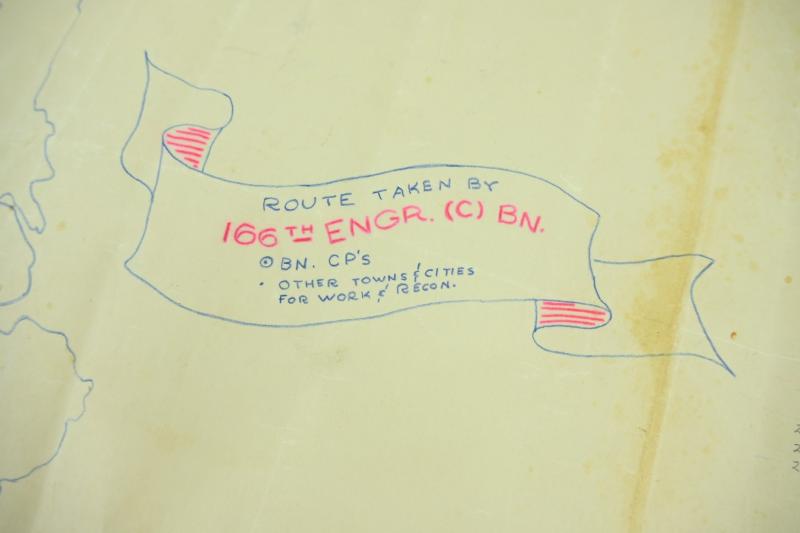 ROUTE TAKEN BY
166TH ENGR. (C) BN.
BN. CP'S
OTHER TOWNS & CITIES
FOR WORK & RECON.